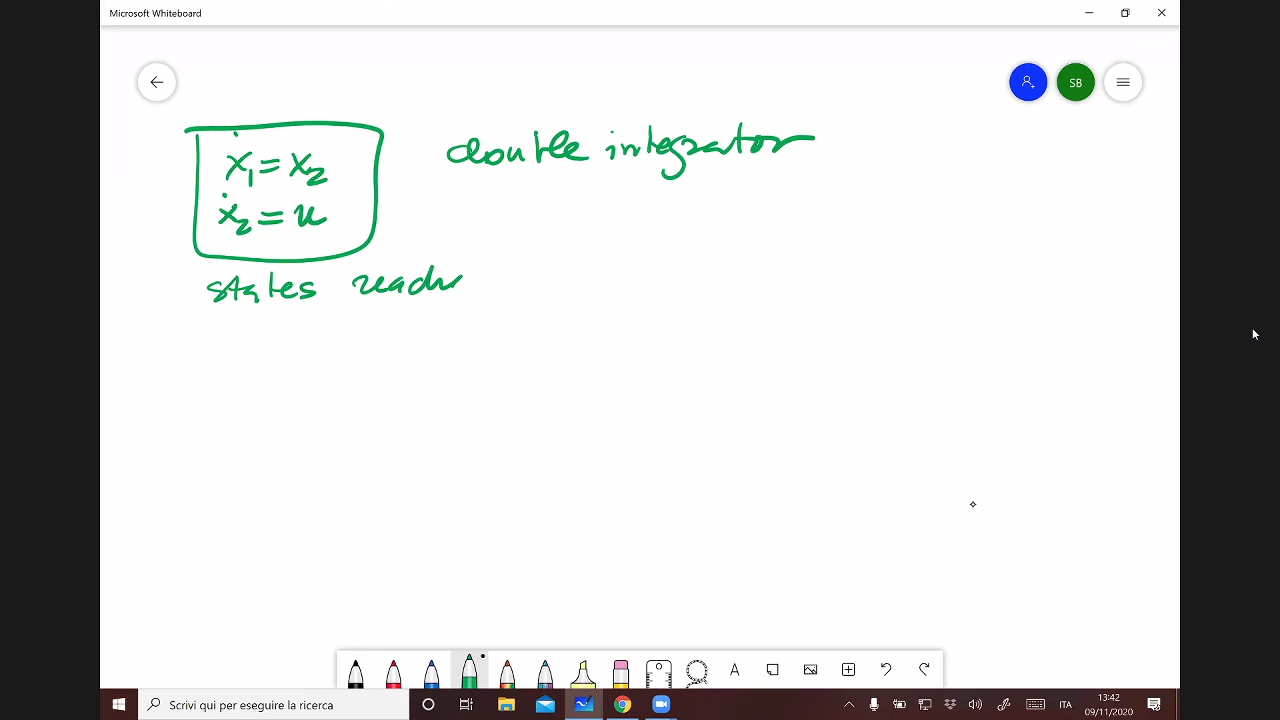 Microsoft Whiteboard
SB
ẋ₁ = x₂
double integrator
ẋ₂ = u
states
A
Scrivi qui per eseguire la ricerca
ITA
13:42
09/11/2020